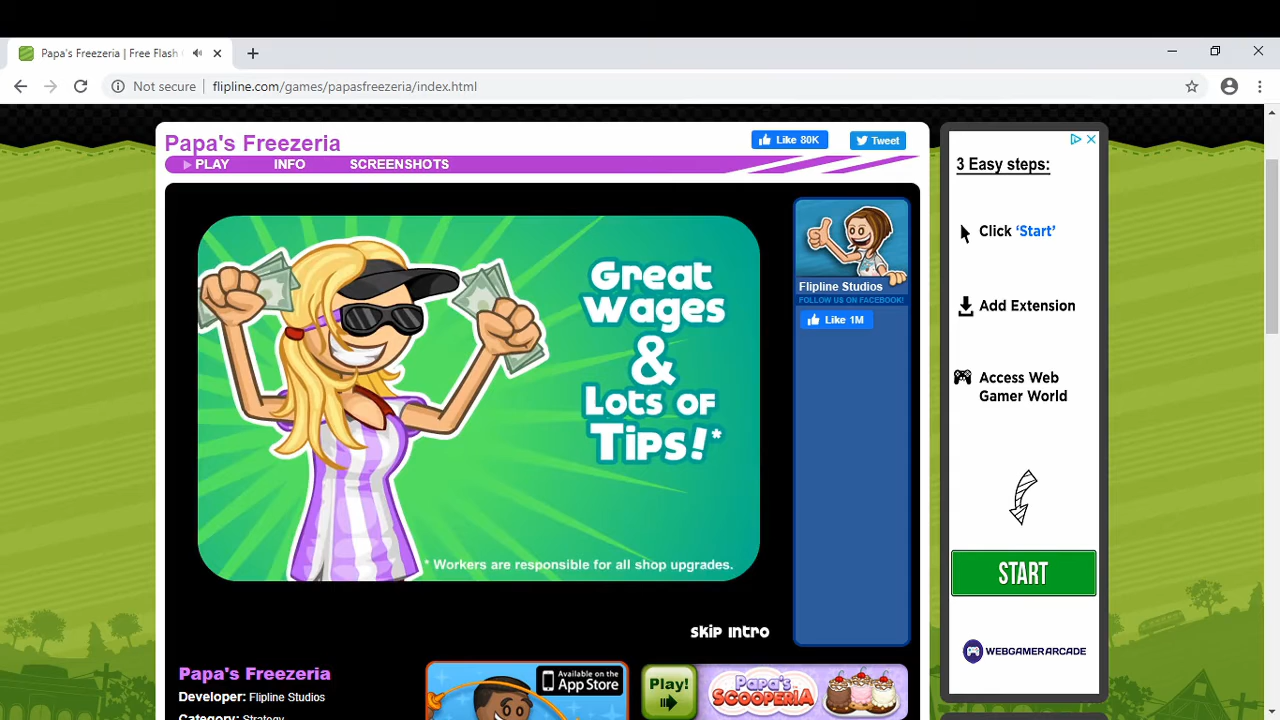 Papa's Freezeria | Free Flash
Not secure
flipline.com/games/papasfreezeria/index.html
Papa's Freezeria
Like 80K
Tweet
PLAY
INFO
SCREENSHOTS
Great
Wages
&
Lots of
Tips!*
* Workers are responsible for all shop upgrades.
skip intro
Flipline Studios
FOLLOW US ON FACEBOOK!
Like 1M
3 Easy steps:
Click ‘Start’
Add Extension
Access Web
Gamer World
START
WEBGAMERARCADE
Papa's Freezeria
Developer: Flipline Studios
Category: Strategy
Available on the
App Store
Play!
Papa's
Scooperia